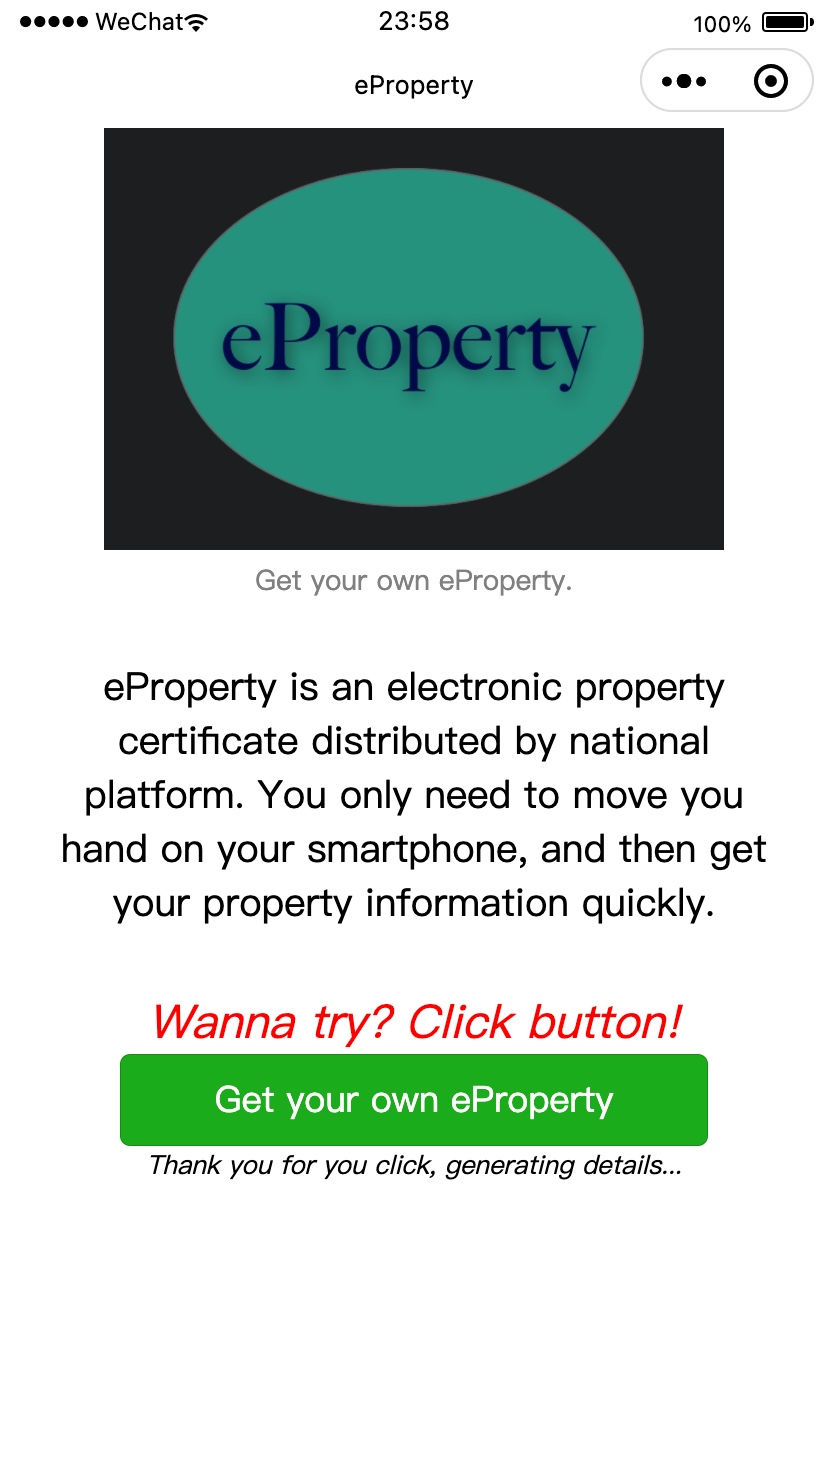 WeChat 23:58 100%
eProperty
eProperty
Get your own eProperty.
eProperty is an electronic property
certificate distributed by national
platform. You only need to move you
hand on your smartphone, and then get
your property information quickly.
Wanna try? Click button!
Get your own eProperty
Thank you for you click, generating details...